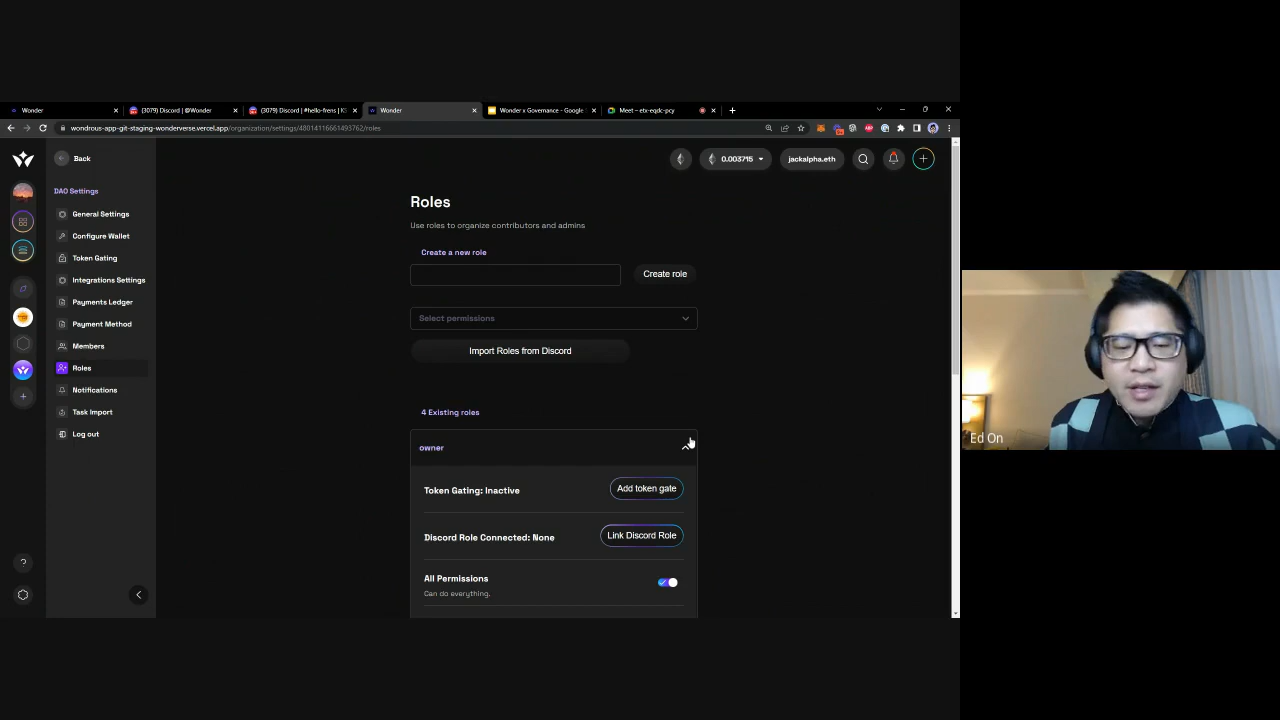 Wonder
(3079) Discord | @Wonder
(3079) Discord | #hello-frens |
Wonder
Wonder x Governance - Google
Meet – etx-eqdc-pcy
wondrous-app-git-staging-wonderverse.vercel.app/organization/settings/48014116661493762/roles
Back
0.003715
jackalpha.eth
DAO Settings
General Settings
Configure Wallet
Token Gating
Integrations Settings
Payments Ledger
Payment Method
Members
Roles
Notifications
Task Import
Log out
Roles
Use roles to organize contributors and admins
Create a new role
Create role
Select permissions
Import Roles from Discord
4 Existing roles
owner
Token Gating: Inactive
Add token gate
Discord Role Connected: None
Link Discord Role
All Permissions
Can do everything.
Ed On